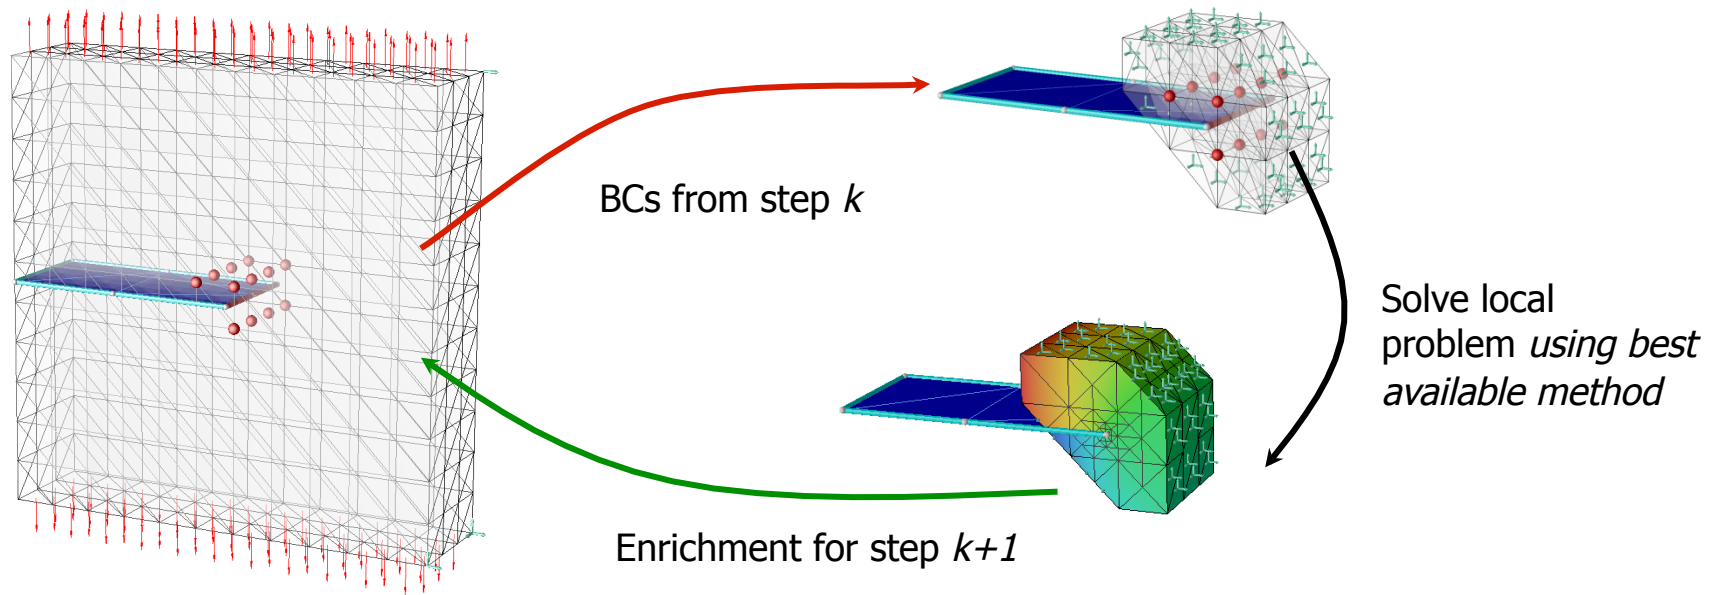 BCs from step k
Solve local
problem using best
available method
Enrichment for step k+1